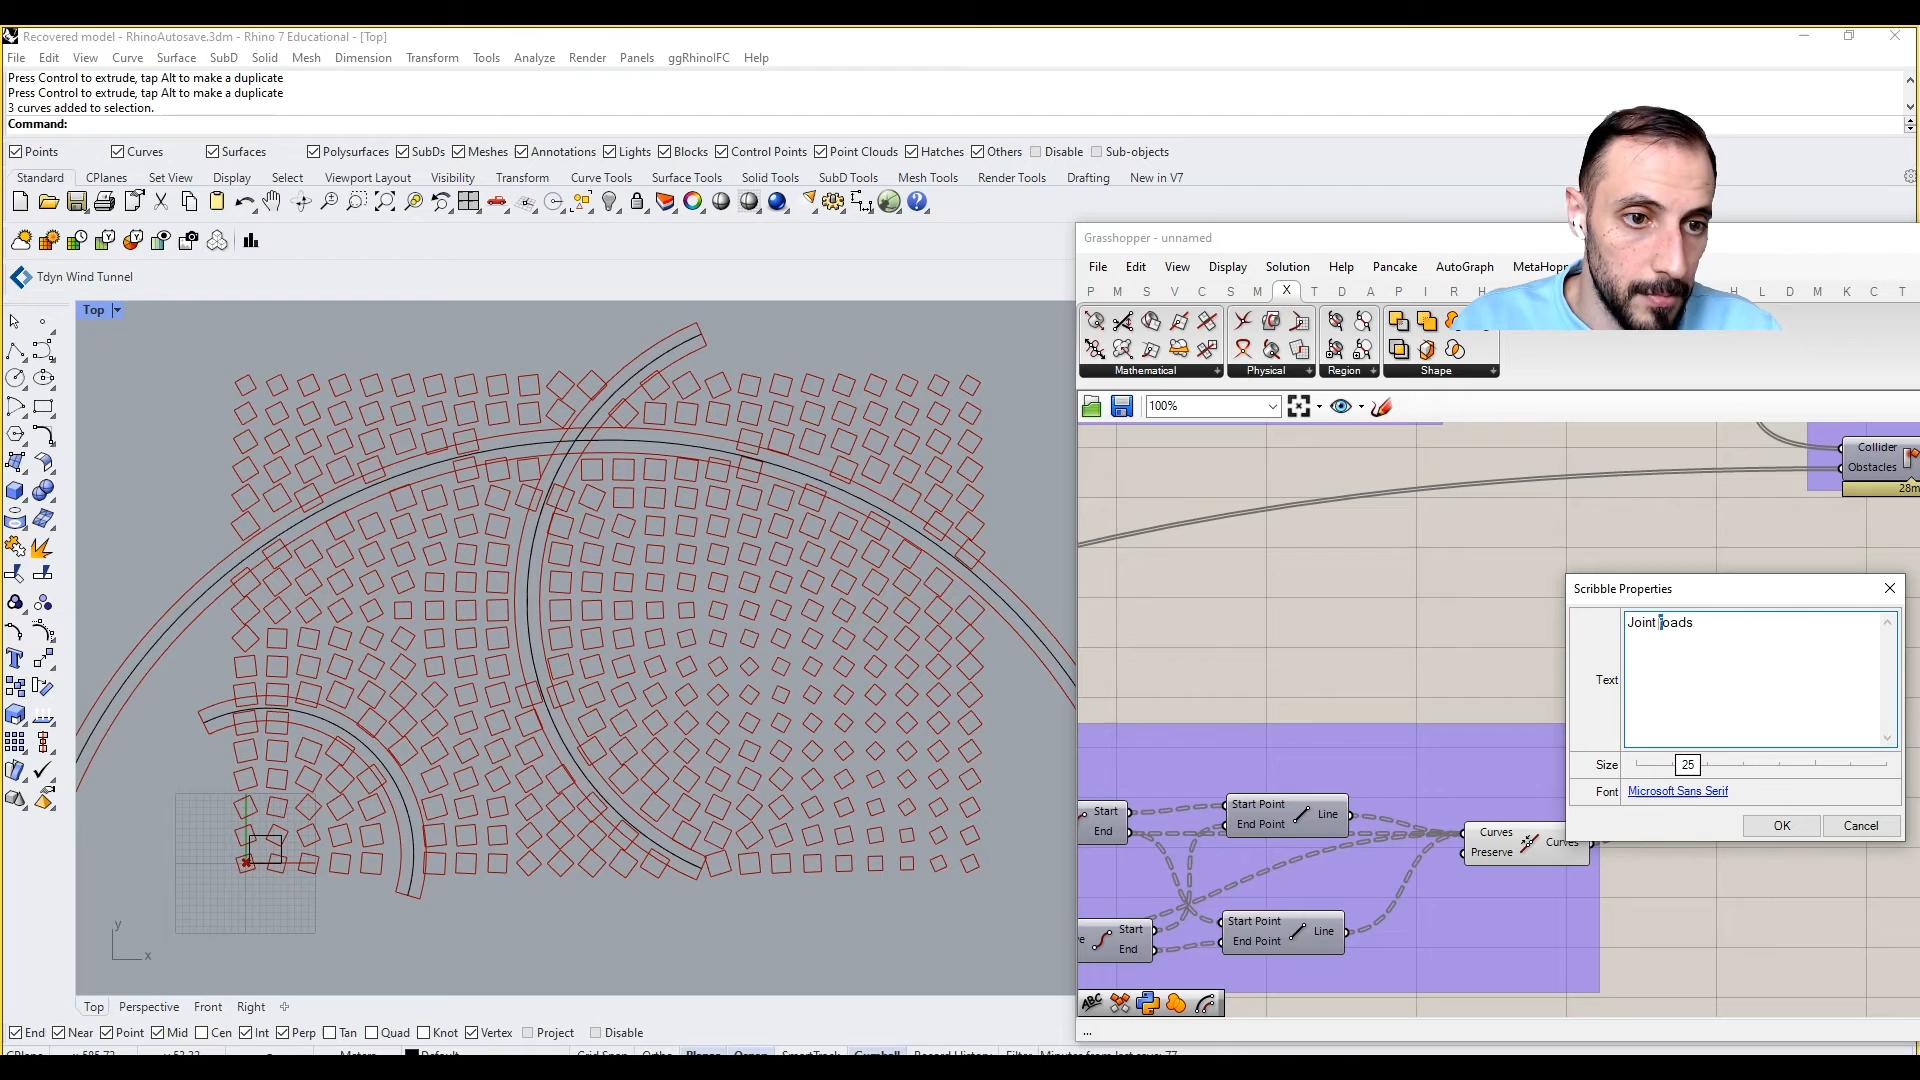 Recovered model - RhinoAutosave.3dm - Rhino 7 Educational - [Top]
File Edit View Curve Surface SubD Solid Mesh Dimension Transform Tools Analyze Render Panels ggRhinoIFC Help
Press Control to extrude, tap Alt to make a duplicate
Press Control to extrude, tap Alt to make a duplicate
3 curves added to selection.
Command:
Points Curves Surfaces Polysurfaces SubDs Meshes Annotations Lights Blocks Control Points Point Clouds Hatches Others Disable Sub-objects
Standard CPlanes Set View Display Select Viewport Layout Visibility Transform Curve Tools Surface Tools Solid Tools SubD Tools Mesh Tools Render Tools Drafting New in V7
Tdyn Wind Tunnel
Top
Grasshopper - unnamed
File Edit View Display Solution Help Pancake AutoGraph MetaHopp
P M S V C S M X T D A P I R H L D M K C T
Mathematical Physical Region Shape
100%
Collider
Obstacles
28m
Scribble Properties
Text
Joint roads
Size 25
Font Microsoft Sans Serif
OK Cancel
Start
End
Start Point
End Point
Line
Curves
Preserve
Curves
e
Start
End
Start Point
End Point
Line
ABC
...
y
x
Top Perspective Front Right
End Near Point Mid Cen Int Perp Tan Quad Knot Vertex Project Disable